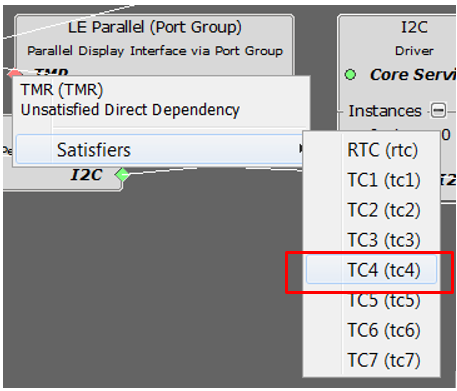 LE Parallel (Port Group)
Parallel Display Interface via Port Group
TMR
TMR (TMR)
Unsatisfied Direct Dependency
Satisfiers
I2C
I2C
Driver
Core Servi
Instances
0
RTC (rtc)
TC1 (tc1)
TC2 (tc2)
TC3 (tc3)
TC4 (tc4)
TC5 (tc5)
TC6 (tc6)
TC7 (tc7)